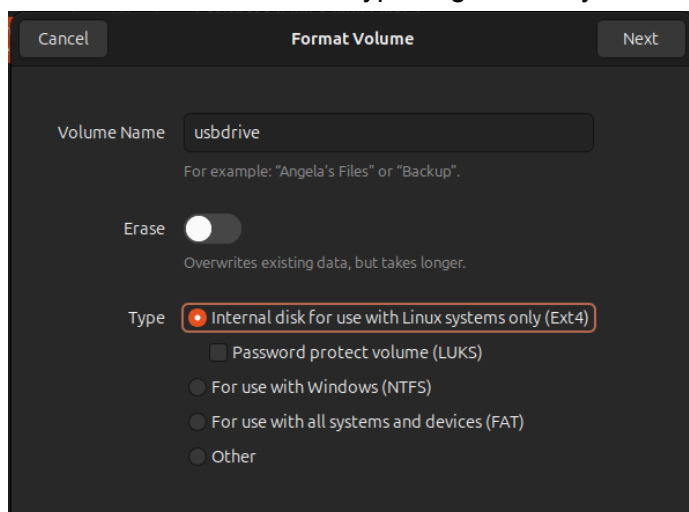 Cancel Format Volume Next
Volume Name usbdrive
For example: “Angela’s Files” or “Backup”.
Erase
Overwrites existing data, but takes longer.
Type Internal disk for use with Linux systems only (Ext4)
Password protect volume (LUKS)
For use with Windows (NTFS)
For use with all systems and devices (FAT)
Other